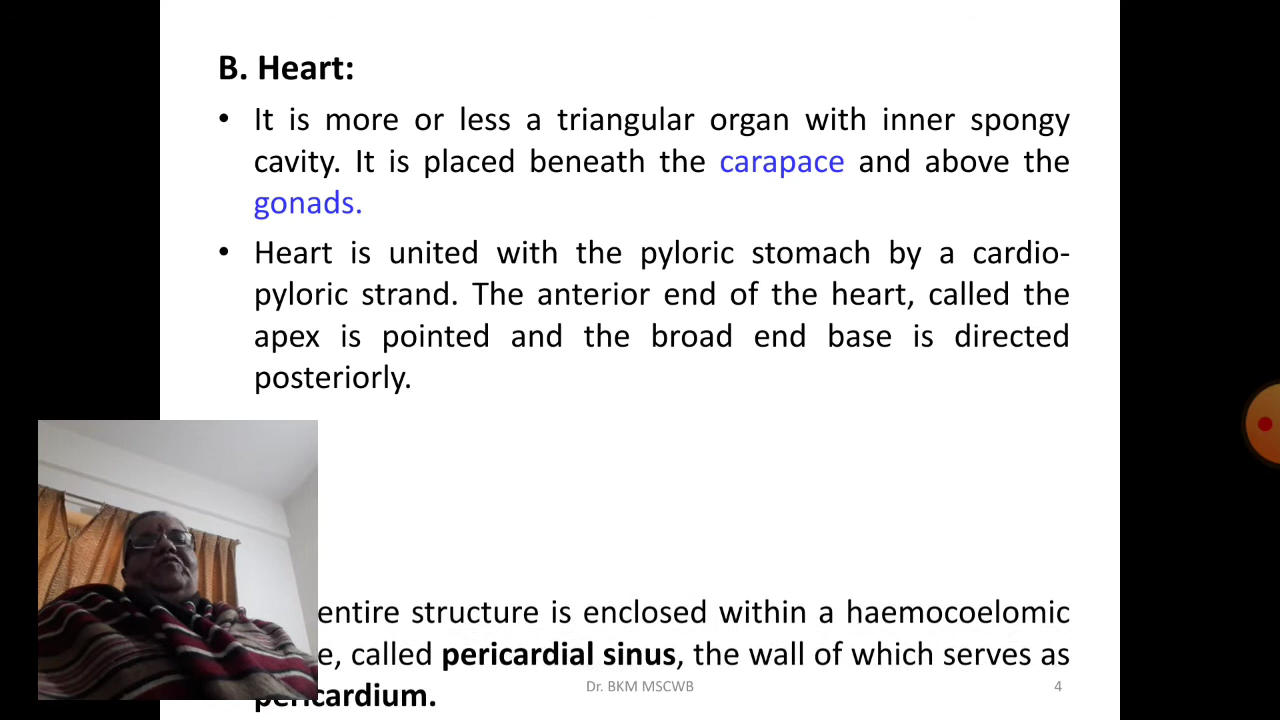 B. Heart:
• It is more or less a triangular organ with inner spongy
cavity. It is placed beneath the carapace and above the
gonads.
• Heart is united with the pyloric stomach by a cardio-
pyloric strand. The anterior end of the heart, called the
apex is pointed and the broad end base is directed
posteriorly.
entire structure is enclosed within a haemocoelomic
called pericardial sinus, the wall of which serves as
pericardium.
Dr. BKM MSCWB
4